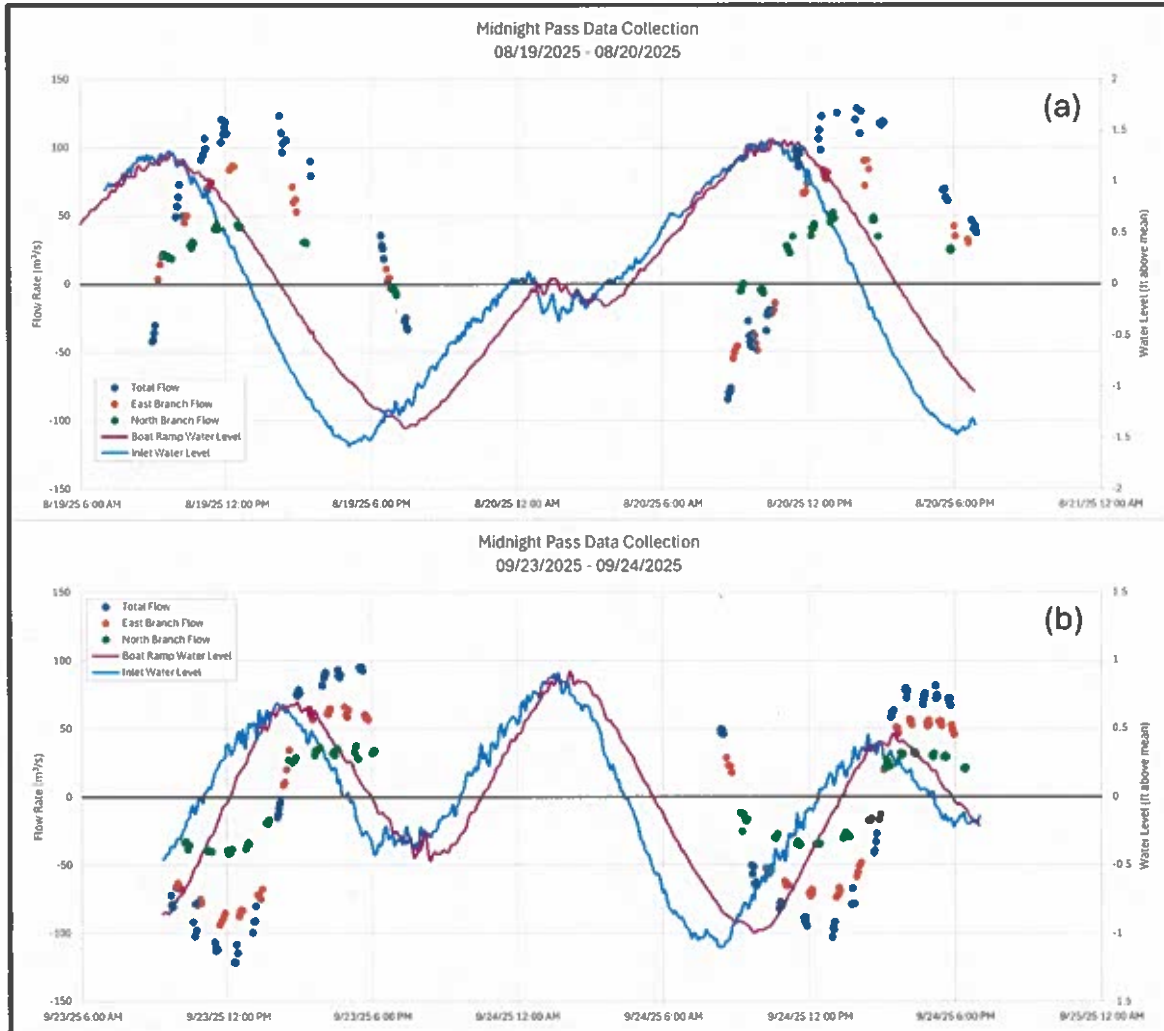 Midnight Pass Data Collection
08/19/2025 - 08/20/2025
(a)
150
100
50
0
-50
-100
-150
Flow Rate (m³/s)
2
1.5
1
0.5
0
-0.5
-1
-1.5
-2
Water Level (ft above mean)
Total Flow
East Branch Flow
North Branch Flow
Boat Ramp Water Level
Inlet Water Level
8/19/25 6:00 AM
8/19/25 12:00 PM
8/19/25 6:00 PM
8/20/25 12:00 AM
8/20/25 6:00 AM
8/20/25 12:00 PM
8/20/25 6:00 PM
8/21/25 12:00 AM
Midnight Pass Data Collection
09/23/2025 - 09/24/2025
(b)
150
100
50
0
-50
-100
-150
Flow Rate (m³/s)
1.5
1
0.5
0
-0.5
-1
1.5
Water Level (ft above mean)
Total Flow
East Branch Flow
North Branch Flow
Boat Ramp Water Level
Inlet Water Level
9/23/25 6:00 AM
9/23/25 12:00 PM
9/23/25 6:00 PM
9/24/25 12:00 AM
9/24/25 6:00 AM
9/24/25 12:00 PM
9/24/25 6:00 PM
9/25/25 12:00 AM